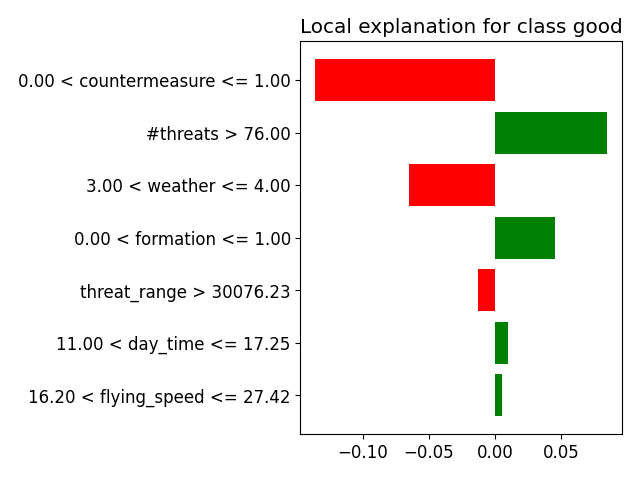 Local explanation for class good
0.00 < countermeasure <= 1.00
#threats > 76.00
3.00 < weather <= 4.00
0.00 < formation <= 1.00
threat_range > 30076.23
11.00 < day_time <= 17.25
16.20 < flying_speed <= 27.42
−0.10 −0.05 0.00 0.05